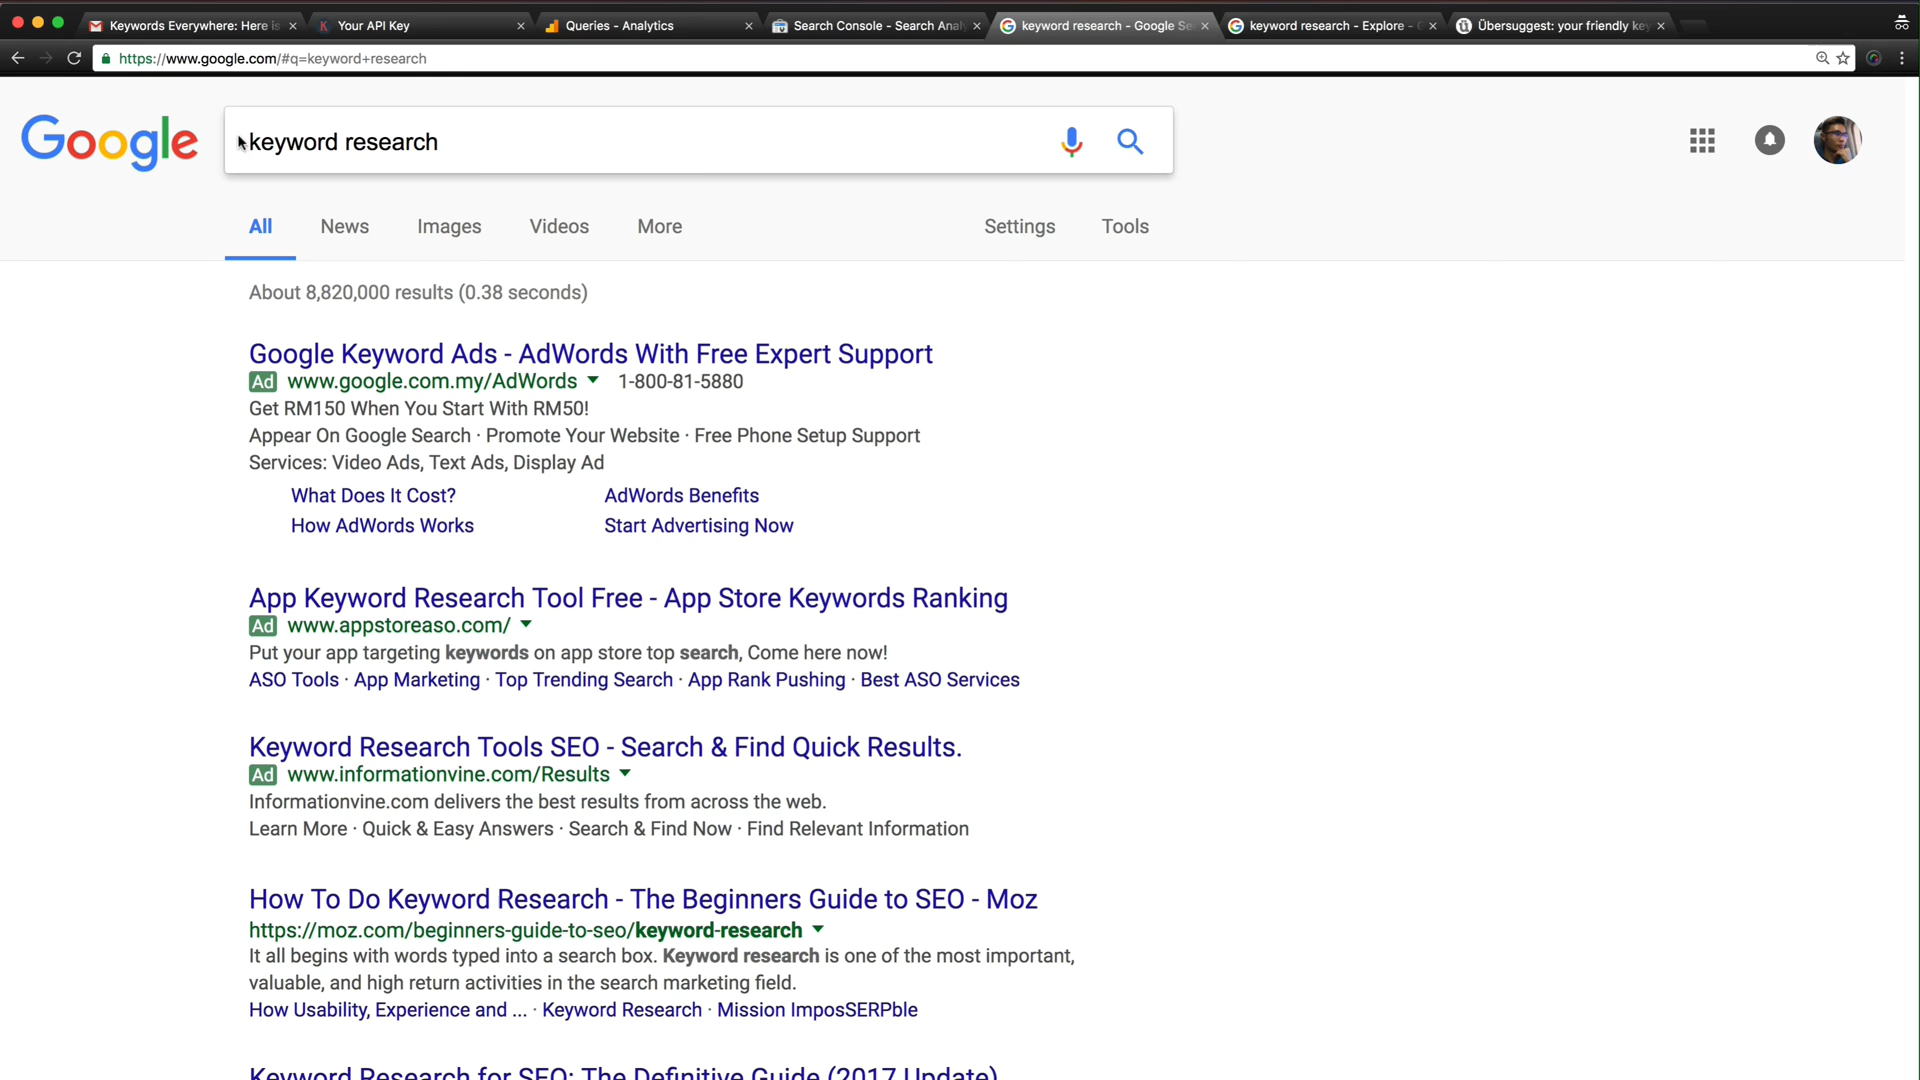 Keywords Everywhere: Here is
Your API Key
Queries - Analytics
Search Console - Search Anal
keyword research - Google Se
keyword research - Explore - G
Übersuggest: your friendly key
https://www.google.com/#q=keyword+research
Google
keyword research
All News Images Videos More Settings Tools
About 8,820,000 results (0.38 seconds)
Google Keyword Ads - AdWords With Free Expert Support
Ad www.google.com.my/AdWords 1-800-81-5880
Get RM150 When You Start With RM50!
Appear On Google Search · Promote Your Website · Free Phone Setup Support
Services: Video Ads, Text Ads, Display Ad
What Does It Cost? AdWords Benefits
How AdWords Works Start Advertising Now
App Keyword Research Tool Free - App Store Keywords Ranking
Ad www.appstoreaso.com/
Put your app targeting keywords on app store top search, Come here now!
ASO Tools · App Marketing · Top Trending Search · App Rank Pushing · Best ASO Services
Keyword Research Tools SEO - Search & Find Quick Results.
Ad www.informationvine.com/Results
Informationvine.com delivers the best results from across the web.
Learn More · Quick & Easy Answers · Search & Find Now · Find Relevant Information
How To Do Keyword Research - The Beginners Guide to SEO - Moz
https://moz.com/beginners-guide-to-seo/keyword-research
It all begins with words typed into a search box. Keyword research is one of the most important,
valuable, and high return activities in the search marketing field.
How Usability, Experience and ... · Keyword Research · Mission ImposSERPble
Keyword Research for SEO: The Definitive Guide (2017 Update)